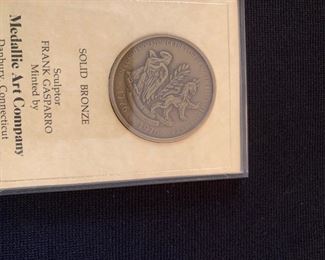 SOLID BRONZE
Sculptor
FRANK GASPARRO
Minted by
Medallic Art Company
Danbury, Connecticut